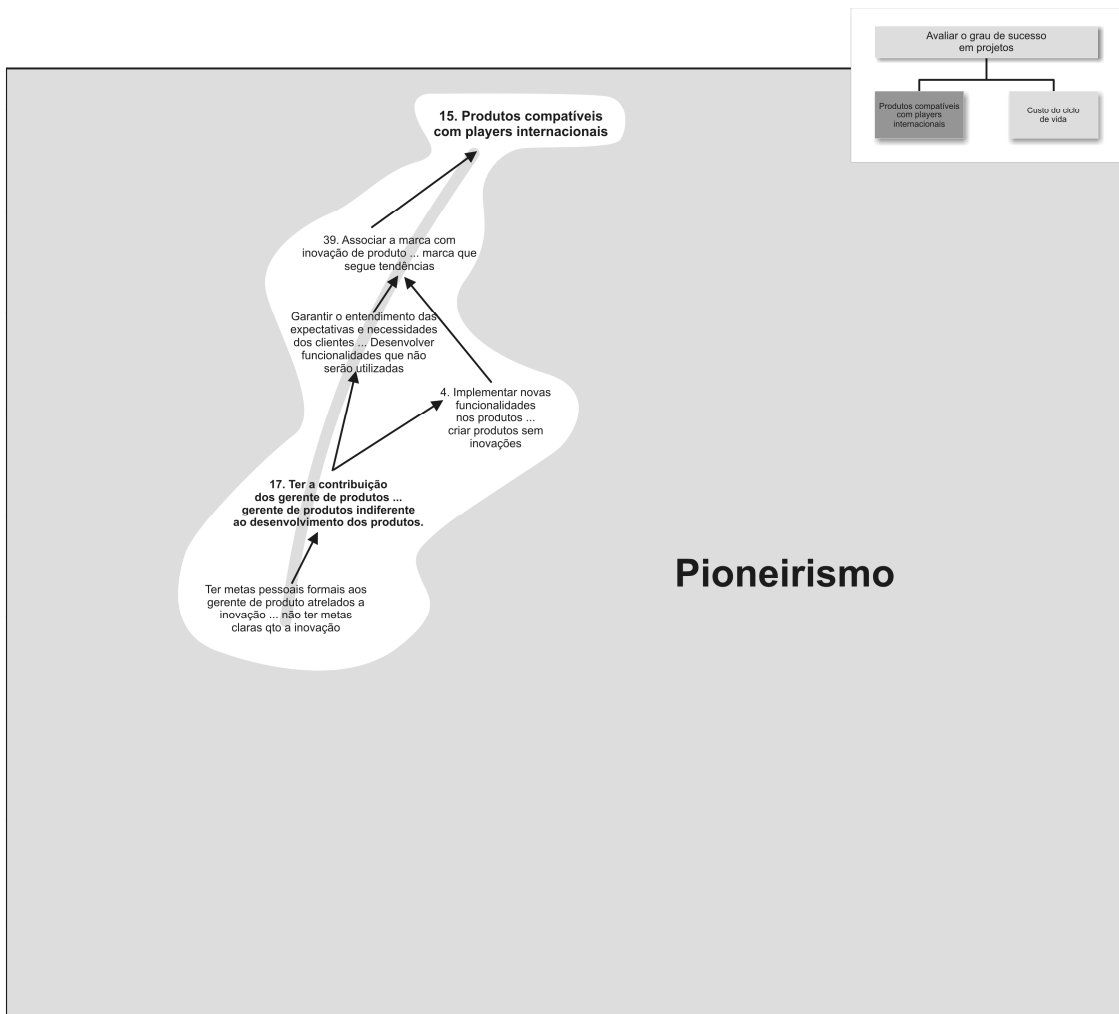 Avaliar o grau de sucesso
em projetos
Produtos compatíveis
com players
internacionais
Custo do ciclo
de vida
15. Produtos compatíveis
com players internacionais
39. Associar a marca com
inovação de produto ... marca que
segue tendências
Garantir o entendimento das
expectativas e necessidades
dos clientes ... Desenvolver
funcionalidades que não
serão utilizadas
4. Implementar novas
funcionalidades
nos produtos ...
criar produtos sem
inovações
17. Ter a contribuição
dos gerente de produtos ...
gerente de produtos indiferente
ao desenvolvimento dos produtos.
Pioneirismo
Ter metas pessoais formais aos
gerente de produto atrelados a
inovação ... não ter metas
claras qto a inovação